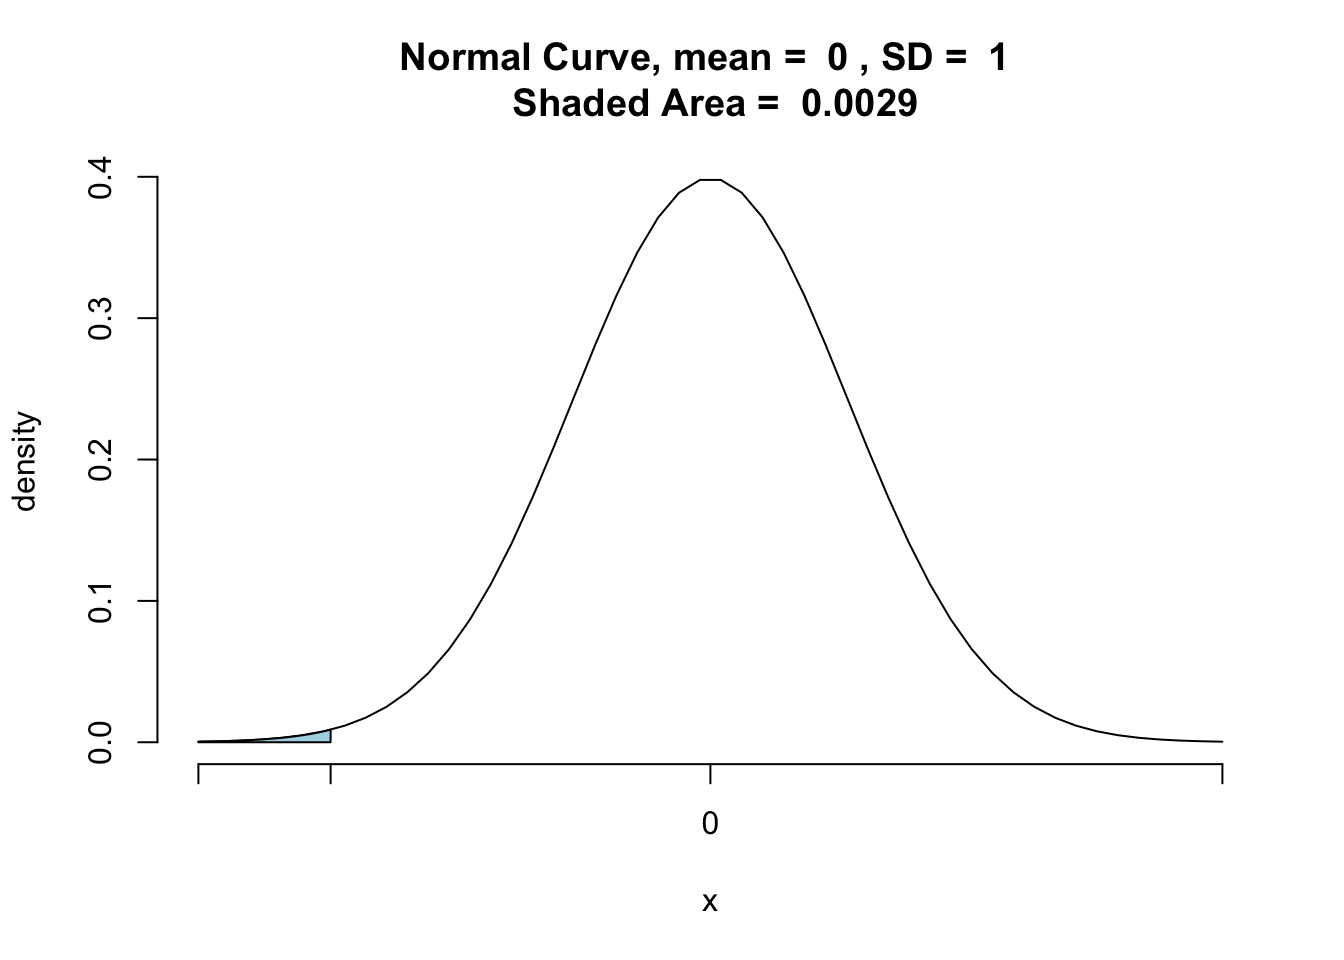 Normal Curve, mean =  0 , SD =  1
Shaded Area =  0.0029
0.4
0.3
0.2
0.1
0.0
density
0
x